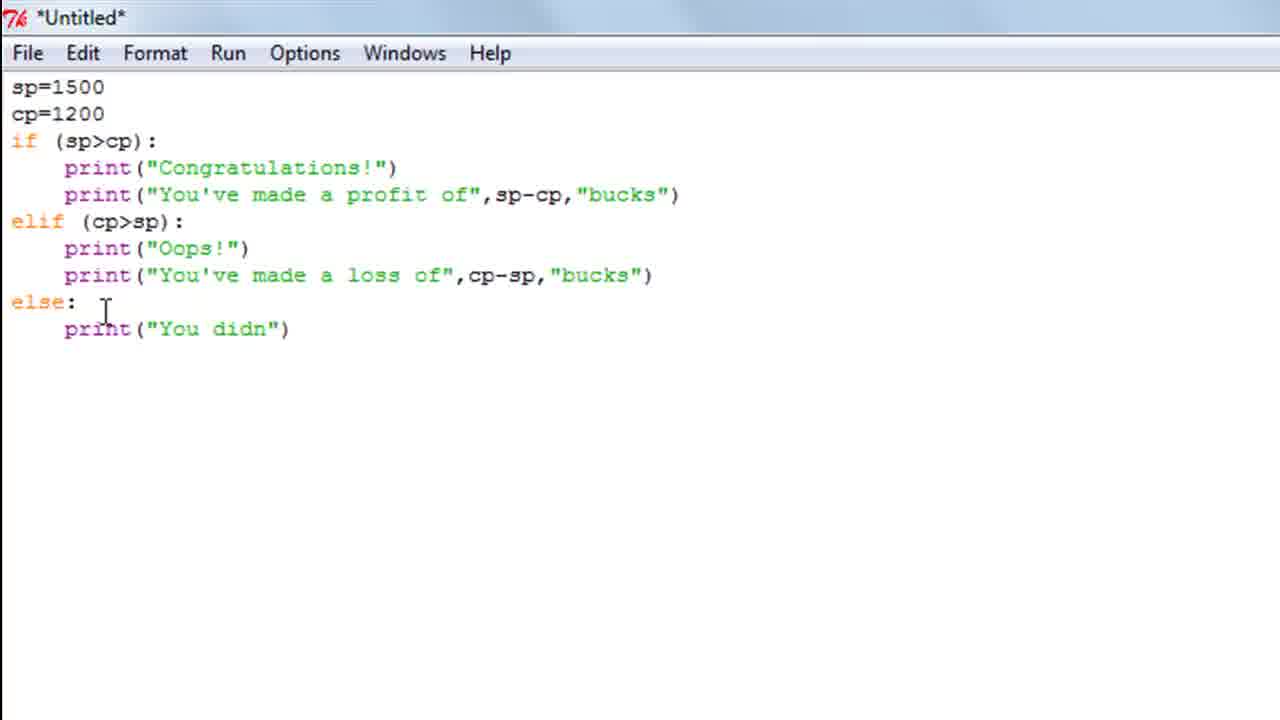 *Untitled*
File Edit Format Run Options Windows Help
sp=1500
cp=1200
if (sp>cp):
    print("Congratulations!")
    print("You've made a profit of",sp-cp,"bucks")
elif (cp>sp):
    print("Oops!")
    print("You've made a loss of",cp-sp,"bucks")
else:
    print("You didn")